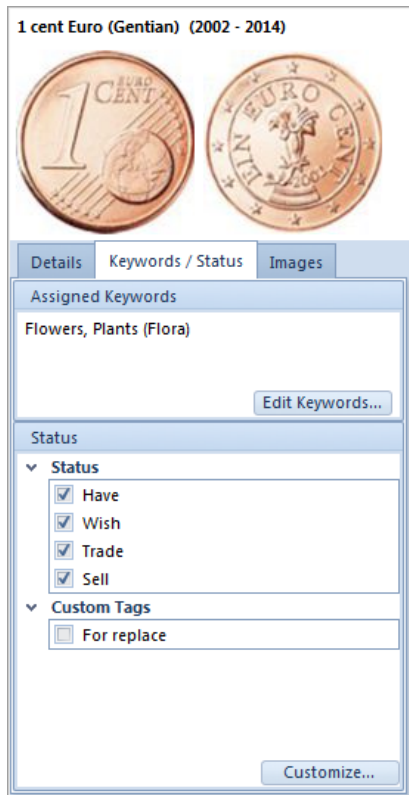 1 cent Euro (Gentian) (2002 - 2014)
1 EURO
CENT
EIN EURO CENT
2002
Details Keywords / Status Images
Assigned Keywords
Flowers, Plants (Flora)
Edit Keywords...
Status
Status
Have
Wish
Trade
Sell
Custom Tags
For replace
Customize...